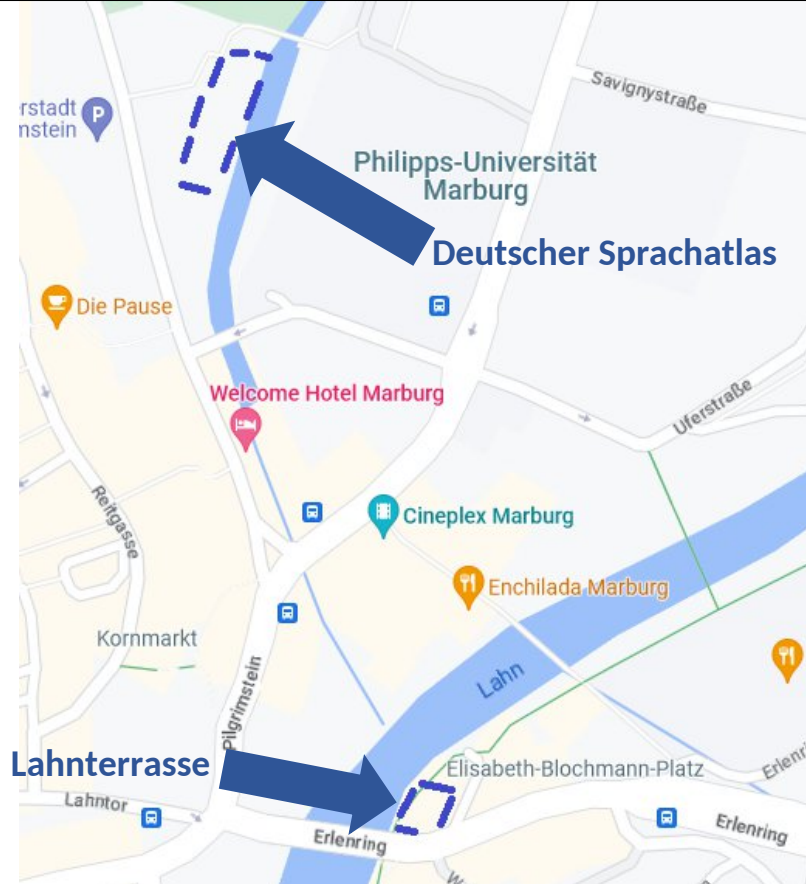 Savignystraße
rstadt
nstein
P
Philipps-Universität
Marburg
Deutscher Sprachatlas
Die Pause
Welcome Hotel Marburg
Uferstraße
Reitgasse
Cineplex Marburg
Enchilada Marburg
Kornmarkt
Lahn
Pilgrimstein
Lahnterrasse
Elisabeth-Blochmann-Platz
Erlenri
Lahntor
Erlenring
Erlenring
W